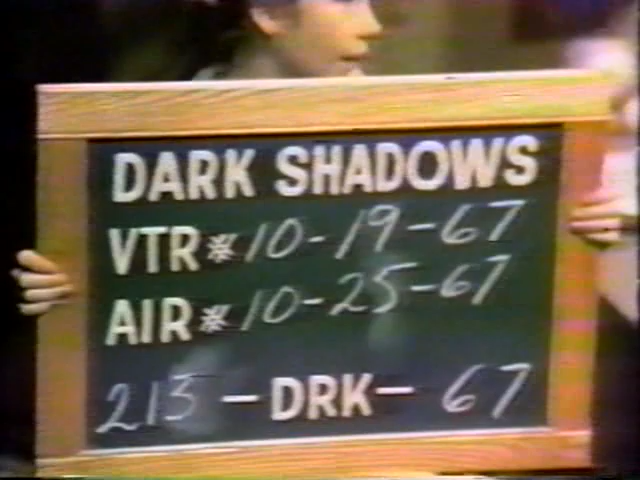 DARK SHADOWS
VTR * 10-19-67
AIR * 10-25-67
213 - DRK - 67